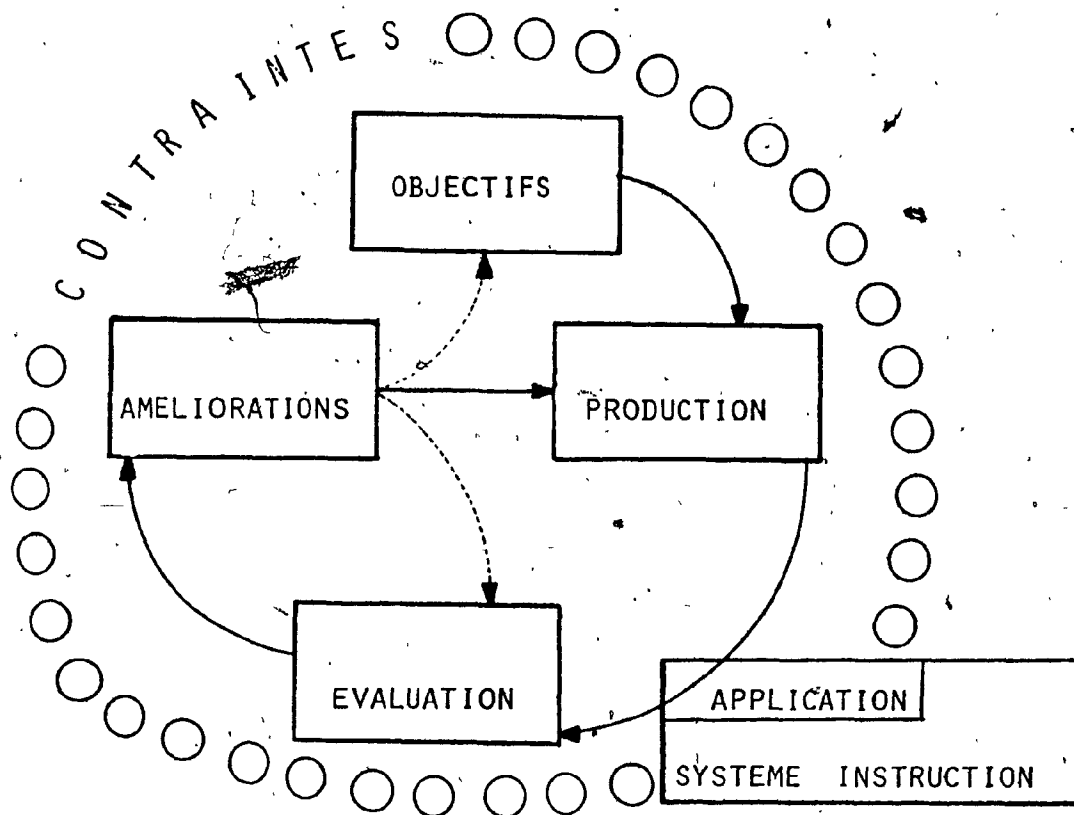 CONTRAINTES
OBJECTIFS
AMELIORATIONS
PRODUCTION
EVALUATION
APPLICATION
SYSTEME INSTRUCTION